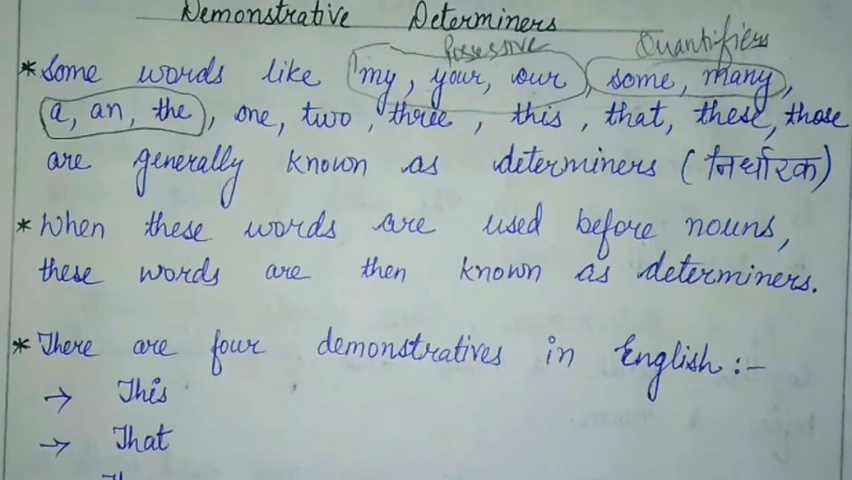 Demonstrative Determiners
Possessive Quantifiers
* Some words like my, your, our, some, many,
a, an, the, one, two, three, this, that, these, those
are generally known as determiners (निर्धारक)
* When these words are used before nouns,
these words are then known as determiners.
* There are four demonstratives in English :-
→ This
→ That